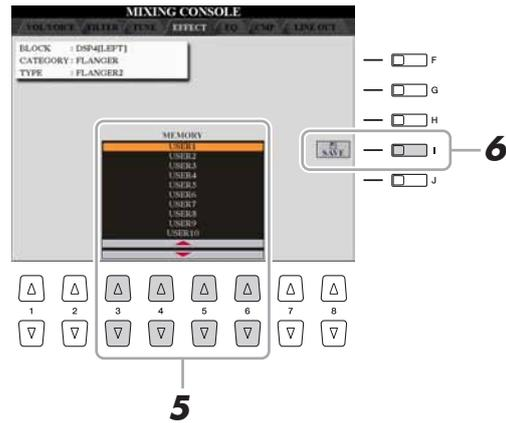 MIXING CONSOLE
VOL/VOICE FILTER TUNE EFFECT EQ CMP LINE OUT
BLOCK : DSP4[LEFT]
CATEGORY : FLANGER
TYPE : FLANGER2
F
G
H
MEMORY
USER1
USER2
USER3
USER4
USER5
USER6
USER7
USER8
USER9
USER10
SAVE
I
6
J
1 2 3 4 5 6 7 8
5